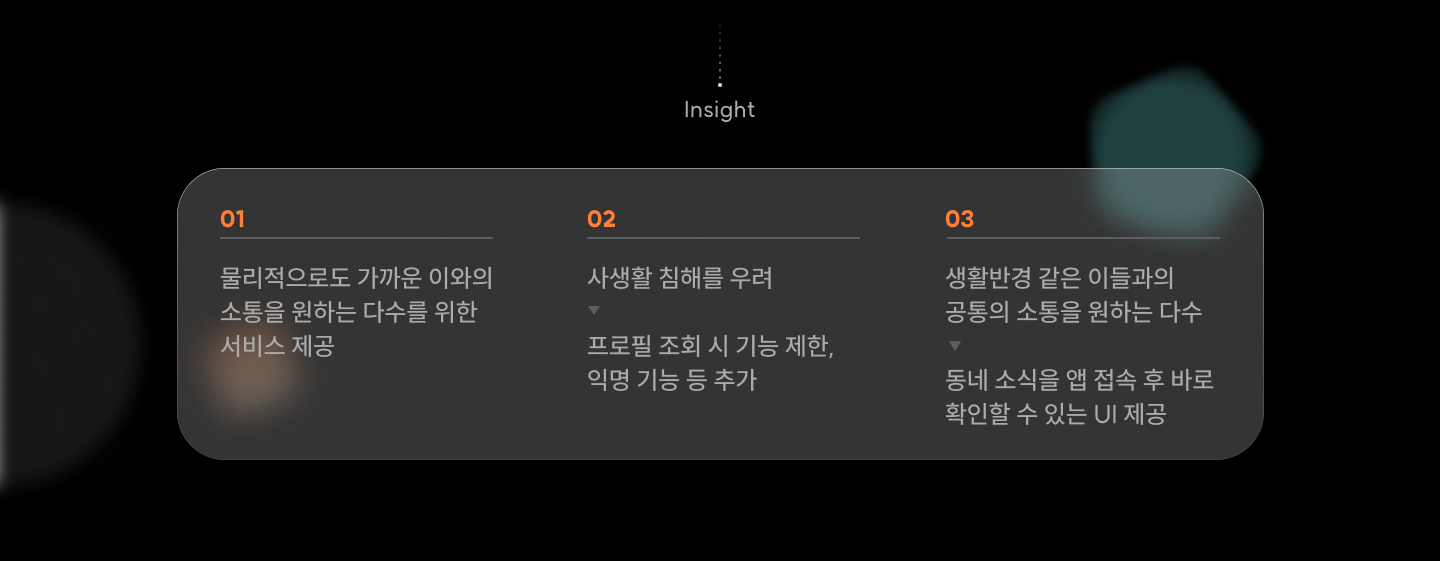 Insight
01
물리적으로도 가까운 이와의
소통을 원하는 다수를 위한
서비스 제공
02
사생활 침해를 우려
프로필 조회 시 기능 제한,
익명 기능 등 추가
03
생활반경 같은 이들과의
공통의 소통을 원하는 다수
동네 소식을 앱 접속 후 바로
확인할 수 있는 UI 제공